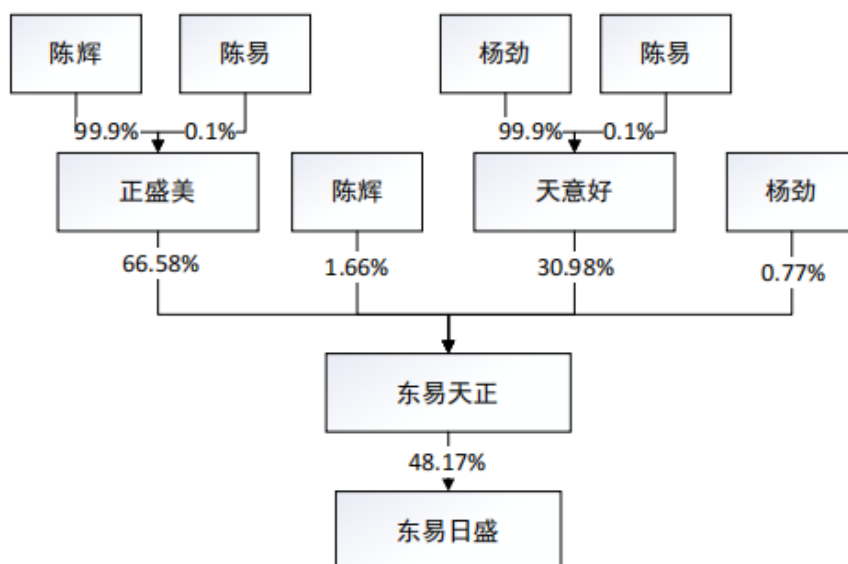 陈辉
陈易
杨劲
陈易
99.9%
0.1%
99.9%
0.1%
正盛美
陈辉
天意好
杨劲
66.58%
1.66%
30.98%
0.77%
东易天正
48.17%
东易日盛